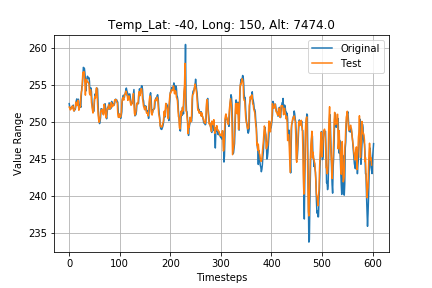 Temp_Lat: -40, Long: 150, Alt: 7474.0
Original
Test
260
255
250
245
240
235
Value Range
0 100 200 300 400 500 600
Timesteps